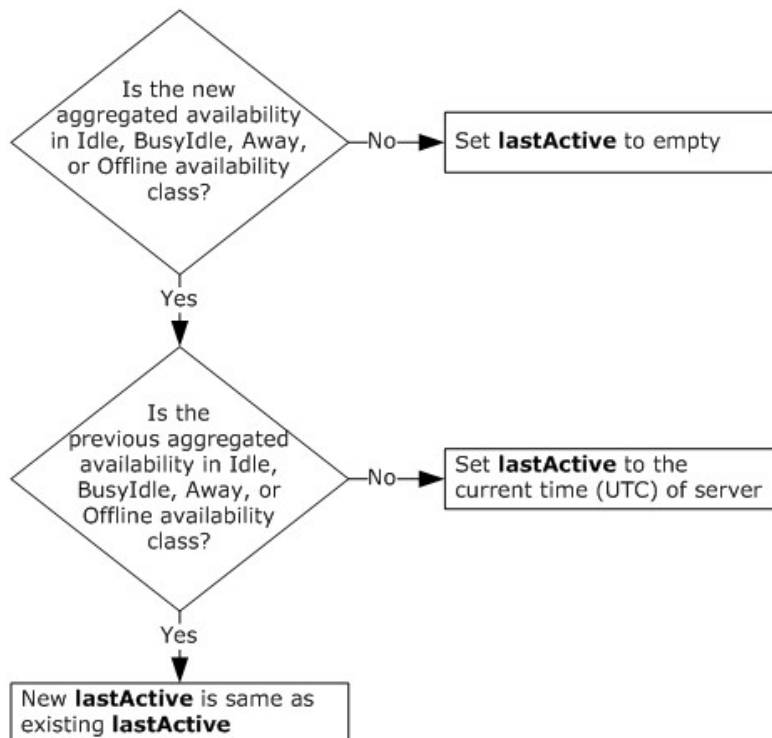 Is the new
aggregated availability
in Idle, BusyIdle, Away,
or Offline availability
class?
No
Set lastActive to empty
Yes
Is the
previous aggregated
availability in Idle,
BusyIdle, Away, or
Offline availability
class?
No
Set lastActive to the
current time (UTC) of server
Yes
New lastActive is same as
existing lastActive